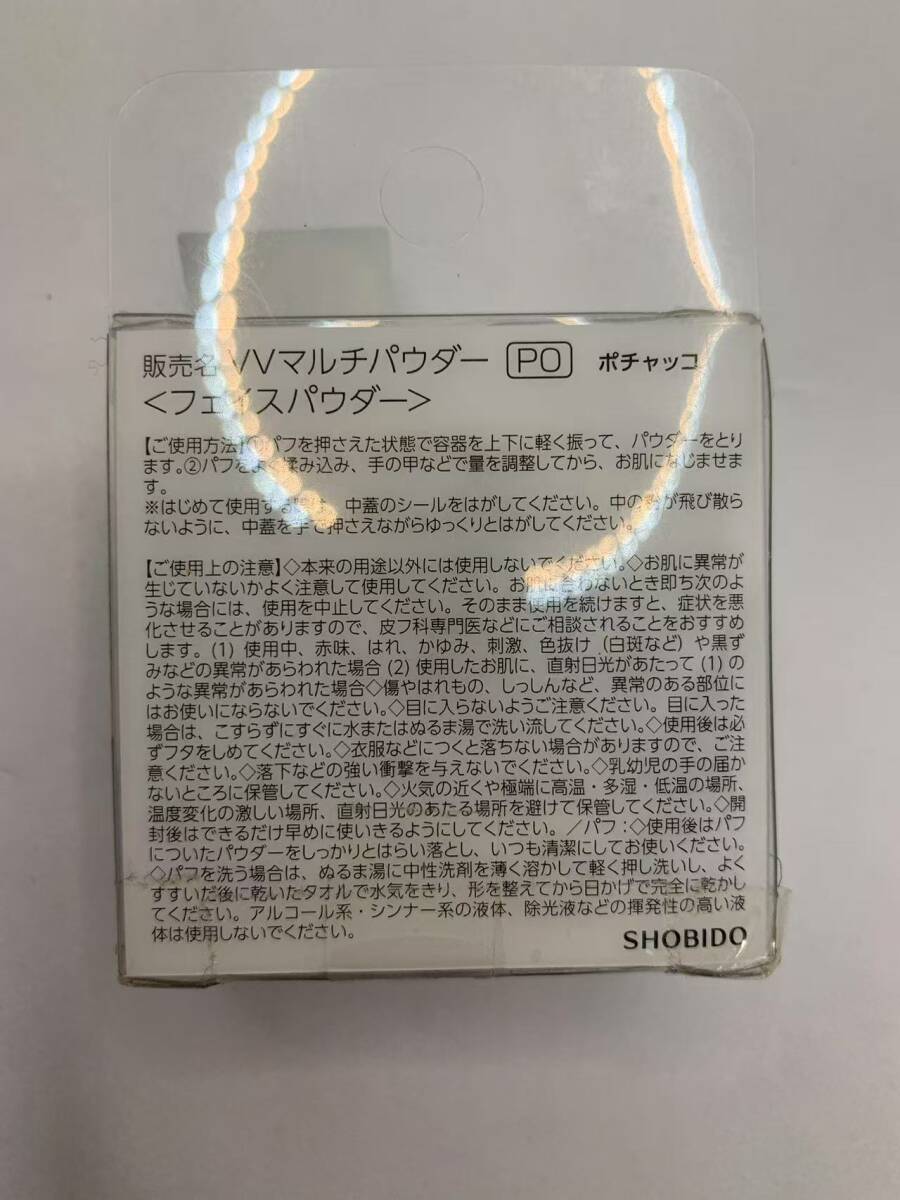 販売名 VVマルチパウダー PO ポチャッコ
＜フェイスパウダー＞
【ご使用方法】①パフを押さえた状態で容器を上下に軽く振って、パウダーをとり
ます。②パフをよく揉み込み、手の甲などで量を調整してから、お肌になじませま
す。
※はじめて使用する際は、中蓋のシールをはがしてください。中の粉が飛び散ら
ないように、中蓋を手で押さえながらゆっくりとはがしてください。
【ご使用上の注意】◇本来の用途以外には使用しないでください。◇お肌に異常が
生じていないかよく注意して使用してください。お肌に合わないとき即ち次のよ
うな場合には、使用を中止してください。そのまま使用を続けますと、症状を悪
化させることがありますので、皮フ科専門医などにご相談されることをおすすめ
します。(1) 使用中、赤味、はれ、かゆみ、刺激、色抜け（白斑など）や黒ず
みなどの異常があらわれた場合 (2) 使用したお肌に、直射日光があたって (1) の
ような異常があらわれた場合◇傷やはれもの、しっしんなど、異常のある部位に
はお使いにならないでください。◇目に入らないようご注意ください。目に入った
場合は、こすらずにすぐに水またはぬるま湯で洗い流してください。◇使用後は必
ずフタをしめてください。◇衣服などにつくと落ちない場合がありますので、ご注
意ください。◇落下などの強い衝撃を与えないでください。◇乳幼児の手の届か
ないところに保管してください。◇火気の近くや極端に高温・多湿・低温の場所、
温度変化の激しい場所、直射日光のあたる場所を避けて保管してください。◇開
封後はできるだけ早めに使いきるようにしてください。／パフ：◇使用後はパフ
についたパウダーをしっかりとはらい落とし、いつも清潔にしてお使いください。
◇パフを洗う場合は、ぬるま湯に中性洗剤を薄く溶かして軽く押し洗いし、よく
すすいだ後に乾いたタオルで水気をきり、形を整えてから日かげで完全に乾かし
てください。アルコール系・シンナー系の液体、除光液などの揮発性の高い液
体は使用しないでください。
SHOBIDO